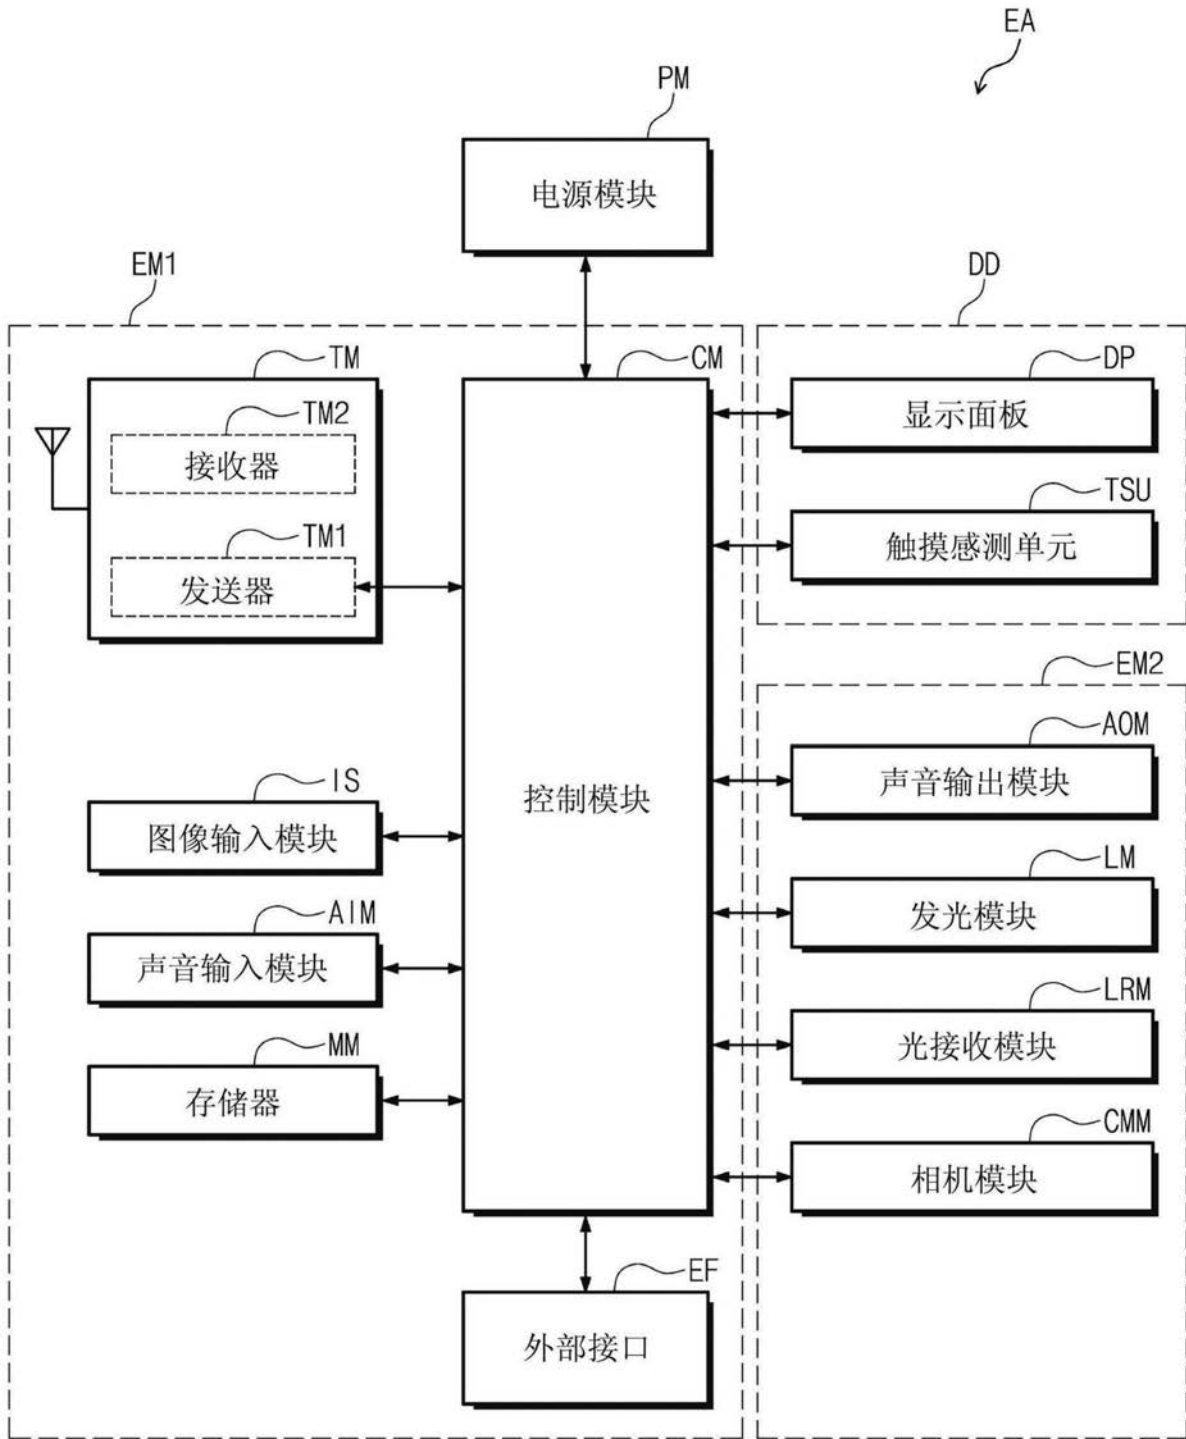 EA
PM
电源模块
EM1
DD
TM
CM
DP
TM2
显示面板
接收器
TSU
TM1
触摸感测单元
发送器
EM2
AOM
IS
声音输出模块
控制模块
图像输入模块
LM
AIM
发光模块
声音输入模块
LRM
MM
光接收模块
存储器
CMM
相机模块
EF
外部接口